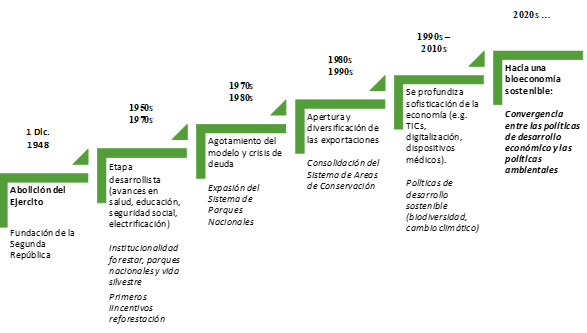 1 Dic.
1948
Abolición del
Ejercito
Fundación de la
Segunda
República
1950s
1970s
Etapa
desarrollista
(avances en
salud, educación,
seguridad social,
electrificación)
Institucionalidad
forestar, parques
nacionales y vida
silvestre
Primeros
Iincentivos
reforestación
1970s
1980s
Agotamiento del
modelo y crisis de
deuda
Exposión del
Sistema de
Parques
Nacionales
1980s
1990s
Apertura y
diversificación de
las exportaciones
Consolidación del
Sistema de Areas
de Conservación
1990s –
2010s
Se profundiza
sofisticación de la
economía (e.g.
TICs,
digitalización,
dispositivos
médicos).
Políticas de
desarrollo
sostenible
(biodiversidad,
cambio climático)
2020s ...
Hacia una
bioeconomía
sostenible:
Convergencia
entre las políticas
de desarrollo
económico y las
políticas
ambientales